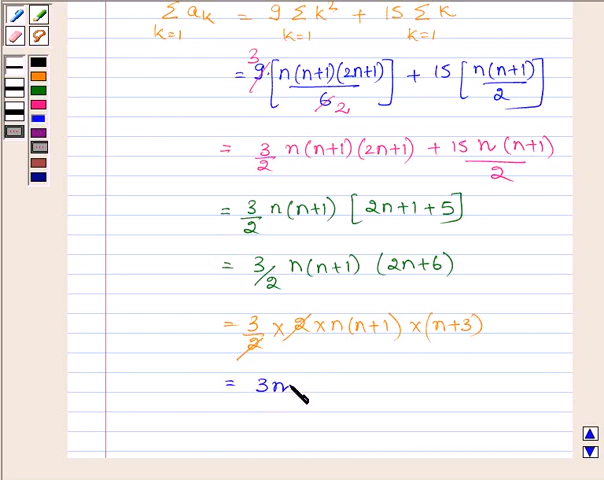 Σ aₖ = 9 Σ k² + 15 Σ k
k=1 k=1 k=1
3
= 9·[n(n+1)(2n+1)/6 2] + 15 [n(n+1)/2]
= 3/2 n(n+1)(2n+1) + 15 n(n+1)/2
= 3/2 n(n+1) [2n+1+5]
= 3/2 n(n+1) (2n+6)
= 3/2 × 2 × n(n+1) × (n+3)
= 3n